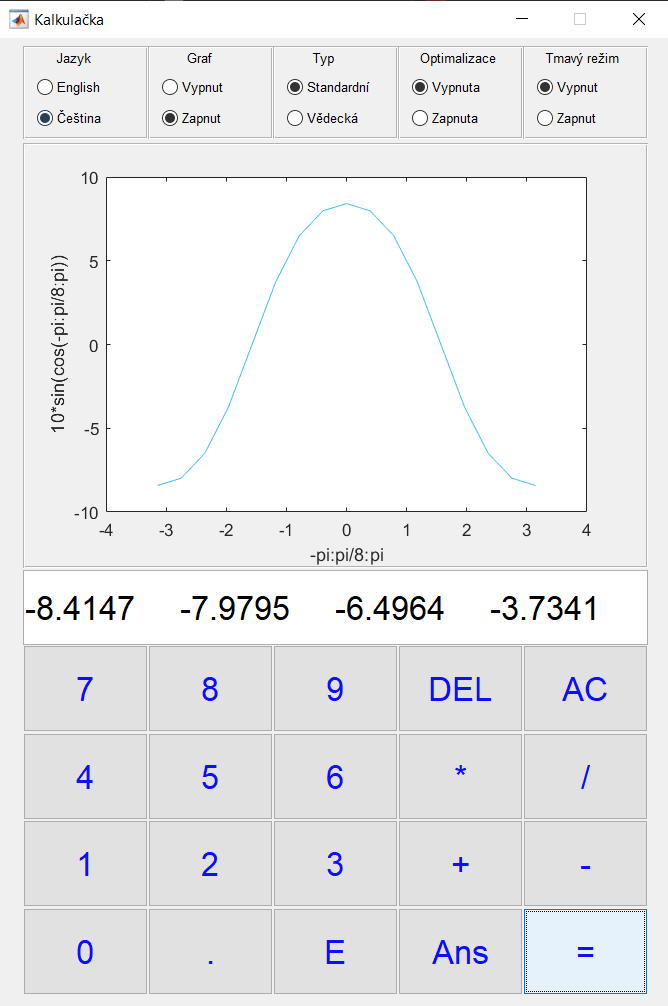 Kalkulačka
Jazyk Graf Typ Optimalizace Tmavý režim
English Vypnut Standardní Vypnuta Vypnut
Čeština Zapnut Vědecká Zapnuta Zapnut
10*sin(cos(-pi:pi/8:pi))
10
5
0
-5
-10
-4 -3 -2 -1 0 1 2 3 4
-pi:pi/8:pi
-8.4147 -7.9795 -6.4964 -3.7341
7 8 9 DEL AC
4 5 6 * /
1 2 3 + -
0 . E Ans =